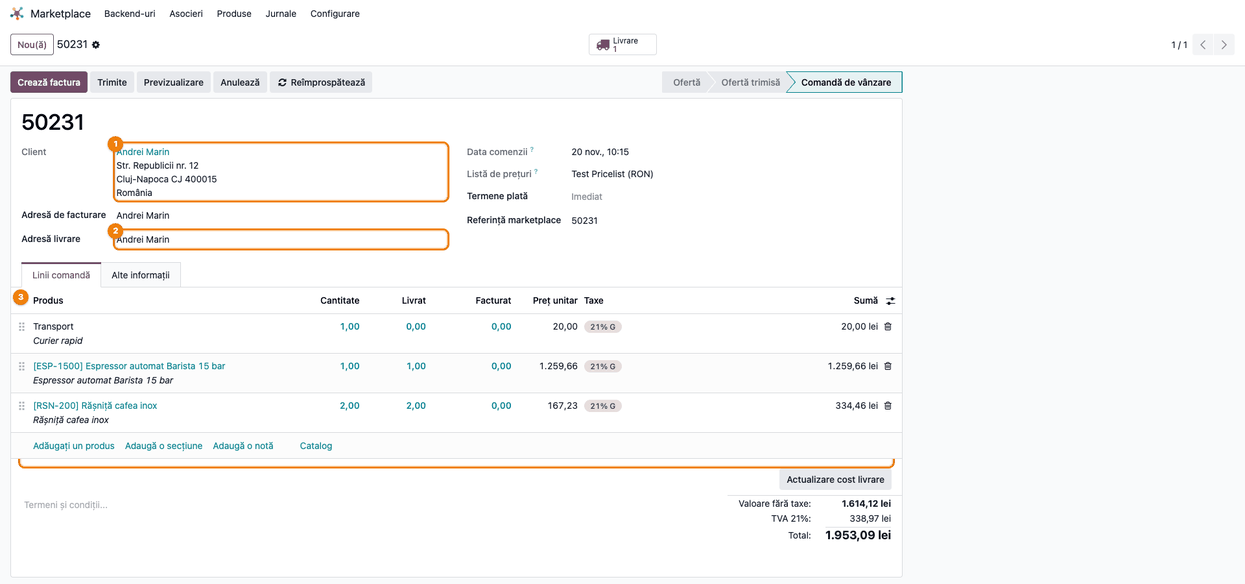 Marketplace Backend-uri Asocieri Produse Jurnale Configurare
Nou(ă) 50231 Livrare 1 1 / 1
Crează factura Trimite Previzualizare Anulează Reîmprospătează Ofertă Ofertă trimisă Comandă de vânzare
50231
1
Client Andrei Marin Data comenzii ? 20 nov., 10:15
Str. Republicii nr. 12
Cluj-Napoca CJ 400015 Listă de prețuri ? Test Pricelist (RON)
România Termene plată Imediat
Adresă de facturare Andrei Marin Referință marketplace 50231
2
Adresă livrare Andrei Marin
Linii comandă Alte informații
3 Produs Cantitate Livrat Facturat Preț unitar Taxe Sumă
Transport 1,00 0,00 0,00 20,00 21% G 20,00 lei
Curier rapid
[ESP-1500] Espressor automat Barista 15 bar 1,00 1,00 0,00 1.259,66 21% G 1.259,66 lei
Espressor automat Barista 15 bar
[RSN-200] Râșniță cafea inox 2,00 2,00 0,00 167,23 21% G 334,46 lei
Râșniță cafea inox
Adăugați un produs Adaugă o secțiune Adaugă o notă Catalog
Actualizare cost livrare
Termeni și condiții... Valoare fără taxe: 1.614,12 lei
TVA 21%: 338,97 lei
Total: 1.953,09 lei